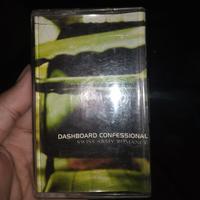 DASHBOARD CONFESSIONAL
SWISS ARMY ROMANCE